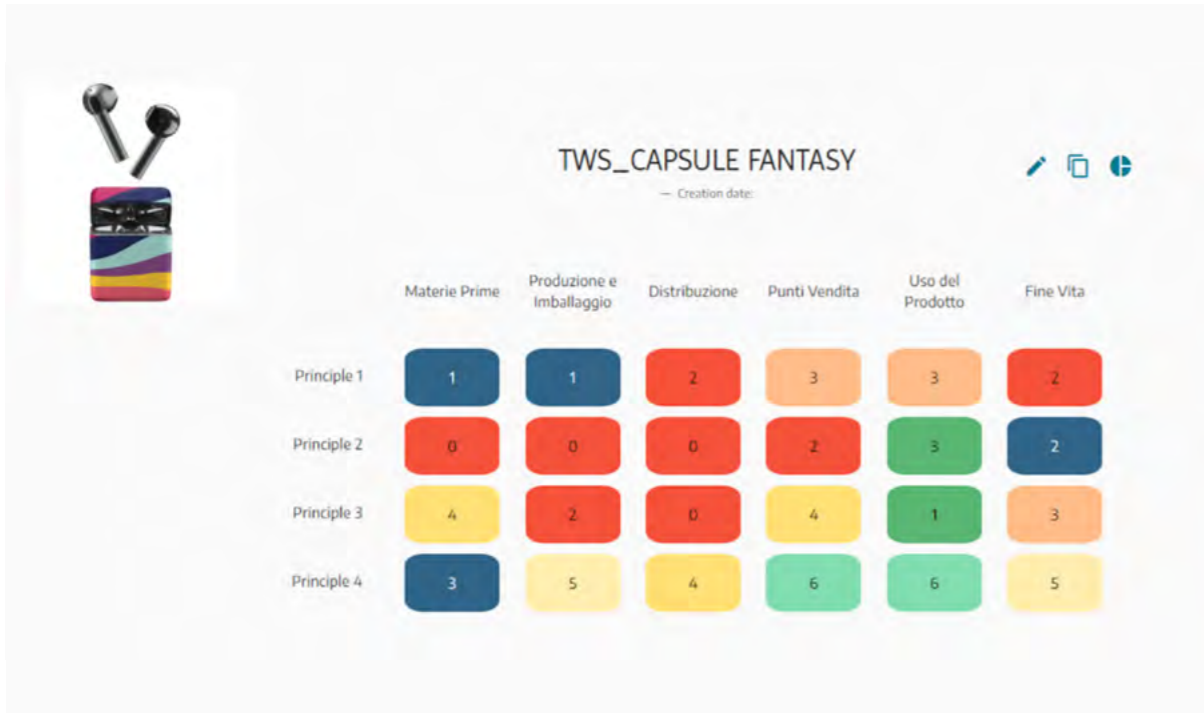 TWS_CAPSULE FANTASY
— Creation date:
Materie Prime
Produzione e
Imballaggio
Distribuzione
Punti Vendita
Uso del
Prodotto
Fine Vita
Principle 1 1 1 2 3 3 2
Principle 2 0 0 0 2 3 2
Principle 3 4 2 0 4 1 3
Principle 4 3 5 4 6 6 5